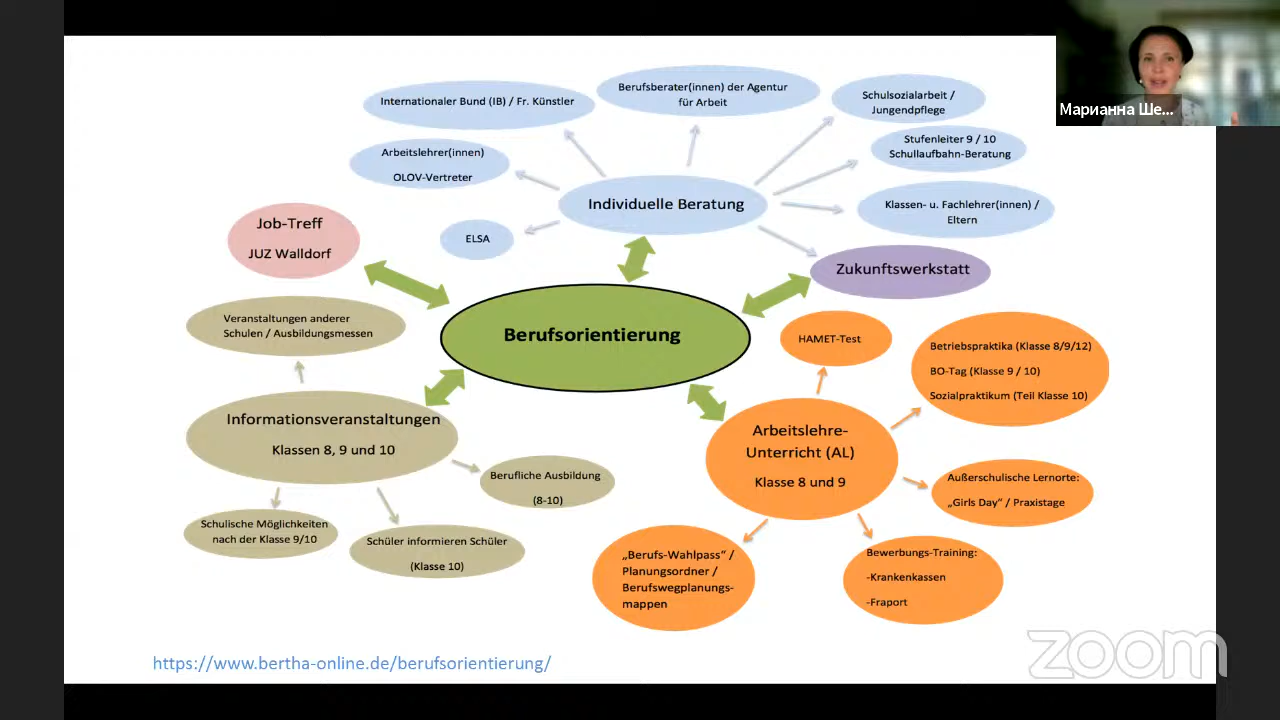 Internationaler Bund (IB) / Fr. Künstler
Berufsberater(innen) der Agentur
für Arbeit
Schulsozialarbeit /
Jungendpflege
Марианна Ше...
Arbeitslehrer(innen)
OLOV-Vertreter
Stufenleiter 9 / 10
Schullaufbahn-Beratung
Individuelle Beratung
Klassen- u. Fachlehrer(innen) /
Eltern
ELSA
Job-Treff
JUZ Walldorf
Zukunftswerkstatt
Berufsorientierung
Veranstaltungen anderer
Schulen / Ausbildungsmessen
HAMET-Test
Betriebspraktika (Klasse 8/9/12)
BO-Tag (Klasse 9 / 10)
Sozialpraktikum (Teil Klasse 10)
Informationsveranstaltungen
Klassen 8, 9 und 10
Arbeitslehre-
Unterricht (AL)
Klasse 8 und 9
Berufliche Ausbildung
(8-10)
Außerschulische Lernorte:
„Girls Day“ / Praxistage
Schulische Möglichkeiten
nach der Klasse 9/10
Schüler informieren Schüler
(Klasse 10)
„Berufs-Wahlpass“ /
Planungsordner /
Berufswegplanungs-
mappen
Bewerbungs-Training:
-Krankenkassen
-Fraport
https://www.bertha-online.de/berufsorientierung/
zoom